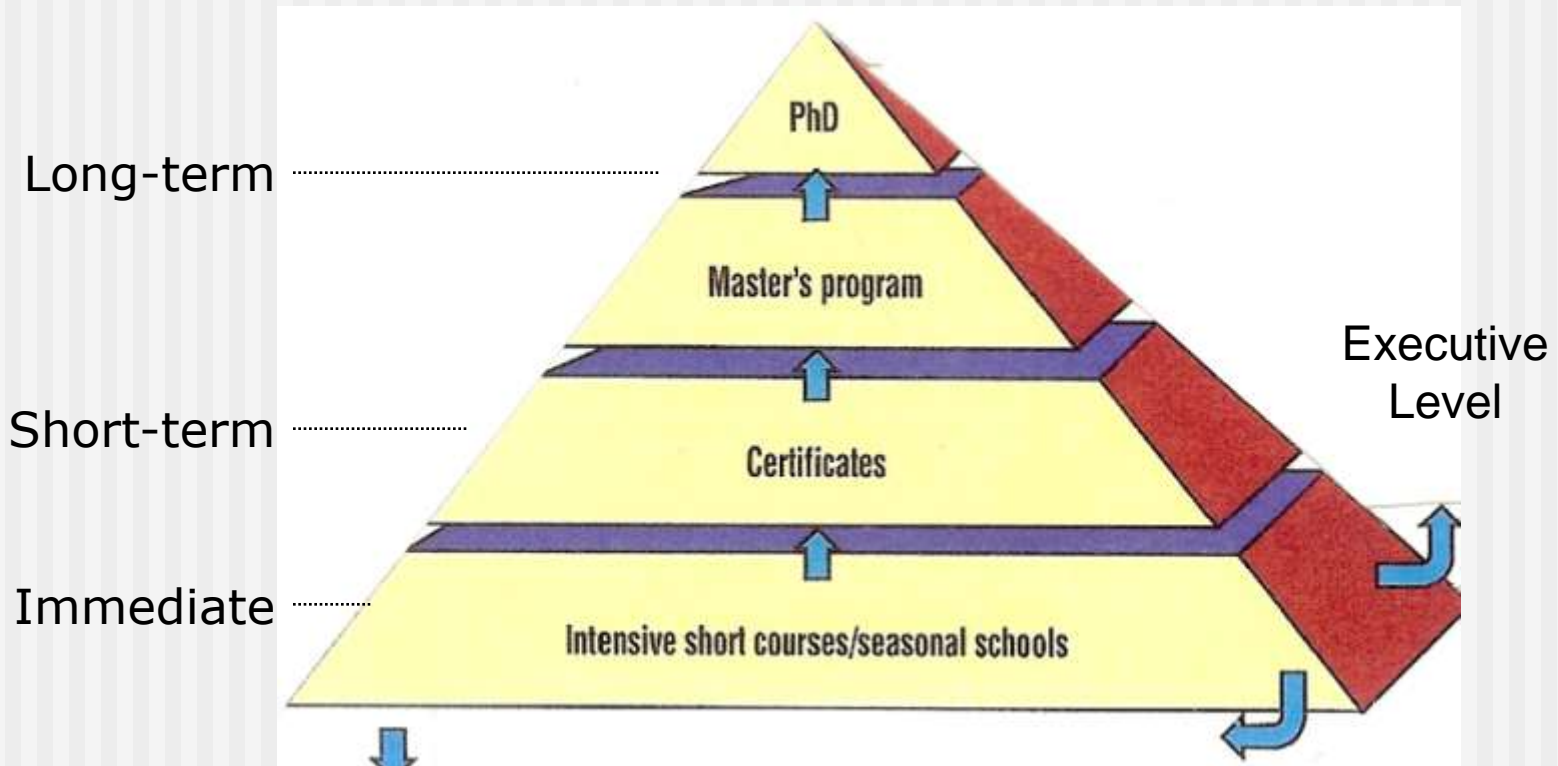 PhD
Long-term
Master's program
Executive
Level
Short-term
Certificates
Immediate
Intensive short courses/seasonal schools